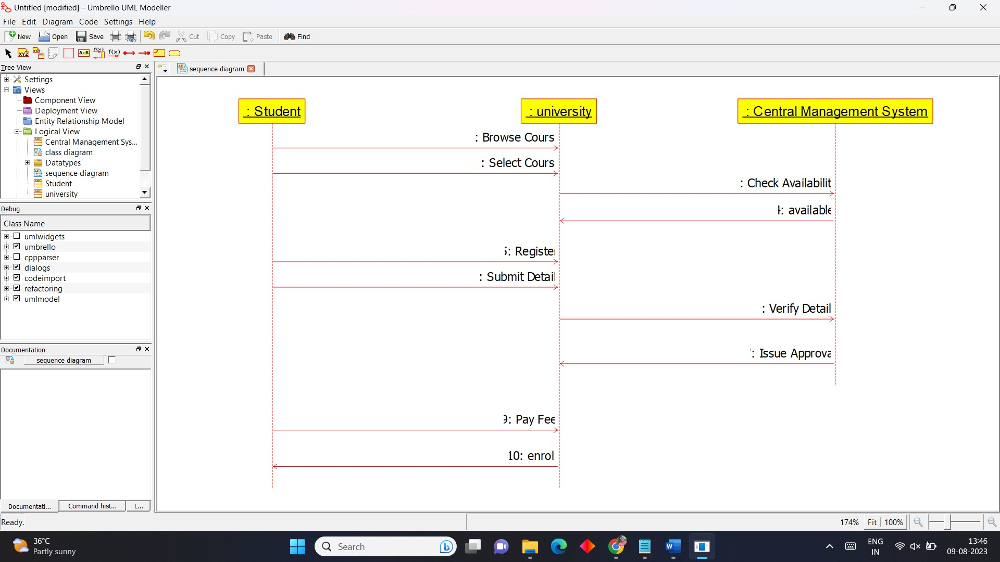 Untitled [modified] – Umbrello UML Modeller
File Edit Diagram Code Settings Help
New Open Save Cut Copy Paste Find
XYZ XYZ A:B f(x) f(x)
Tree View
sequence diagram
Settings
Views
Component View
Deployment View
Entity Relationship Model
Logical View
Central Management Sys...
class diagram
Datatypes
sequence diagram
Student
university
Debug
Class Name
umlwidgets
umbrello
cppparser
dialogs
codeimport
refactoring
umlmodel
Documentation
sequence diagram
Documentati... Command hist... L...
: Student : university : Central Management System
: Browse Cours
: Select Cours
: Check Availabilit
: available
: Register
: Submit Detail
: Verify Detail
: Issue Approva
9: Pay Fee
10: enrol
Ready.
174% Fit 100%
36°C
Partly sunny
Search
W
ENG
IN
13:46
09-08-2023